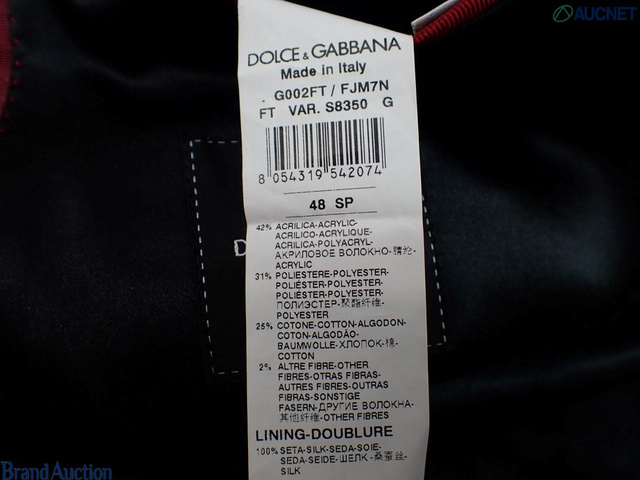 AUCNET
DOLCE & GABBANA
Made in Italy
G002FT / FJM7N
FT VAR. S8350 G
8 054319 542074
48 SP
42% ACRILICA-ACRYLIC-
ACRILICO-ACRYLIQUE-
ACRILICA-POLYACRYL-
АКРИЛОВОЕ ВОЛОКНО-腈纶-
ACRYLIC
31% POLIESTERE-POLYESTER-
POLIÉSTER-POLYESTER-
POLIÉSTER-POLYESTER-
ПОЛИЭСТЕР-聚酯纤维-
POLYESTER
25% COTONE-COTTON-ALGODON-
COTON-ALGODÃO-
BAUMWOLLE-ХЛОПОК-棉-
COTTON
2% ALTRE FIBRE-OTHER
FIBRES-OTRAS FIBRAS-
AUTRES FIBRES-OUTRAS
FIBRAS-SONSTIGE
FASERN-ДРУГИЕ ВОЛОКНА-
其他纤维-OTHER FIBRES
LINING-DOUBLURE
100% SETA-SILK-SEDA-SOIE-
SEDA-SEIDE-ШЕЛК -桑蚕丝-
SILK
D
Brand Auction